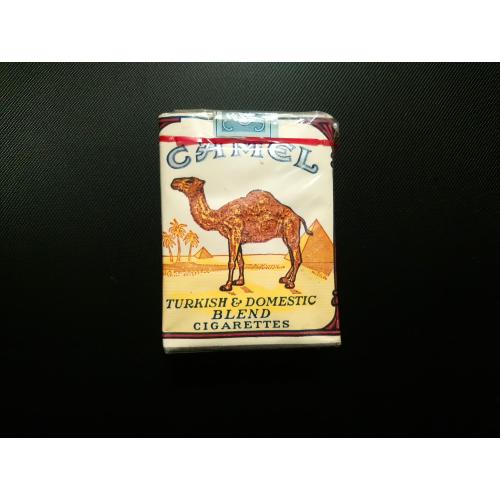 CAMEL
TURKISH & DOMESTIC
BLEND
CIGARETTES